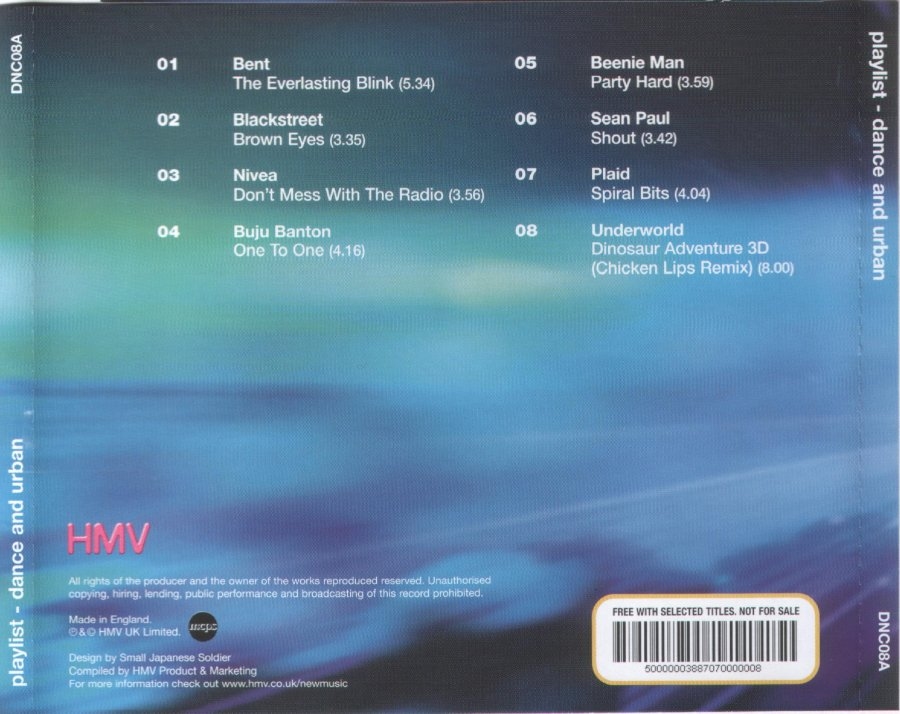 DNC08A
playlist - dance and urban
01 Bent
The Everlasting Blink (5.34)
02 Blackstreet
Brown Eyes (3.35)
03 Nivea
Don't Mess With The Radio (3.56)
04 Buju Banton
One To One (4.16)
05 Beenie Man
Party Hard (3.59)
06 Sean Paul
Shout (3.42)
07 Plaid
Spiral Bits (4.04)
08 Underworld
Dinosaur Adventure 3D
(Chicken Lips Remix) (8.00)
HMV
All rights of the producer and the owner of the works reproduced reserved. Unauthorised
copying, hiring, lending, public performance and broadcasting of this record prohibited.
Made in England.
℗ & © HMV UK Limited.
mcps
Design by Small Japanese Soldier
Compiled by HMV Product & Marketing
For more information check out www.hmv.co.uk/newmusic
FREE WITH SELECTED TITLES. NOT FOR SALE
50000003887070000008
playlist - dance and urban
DNC08A